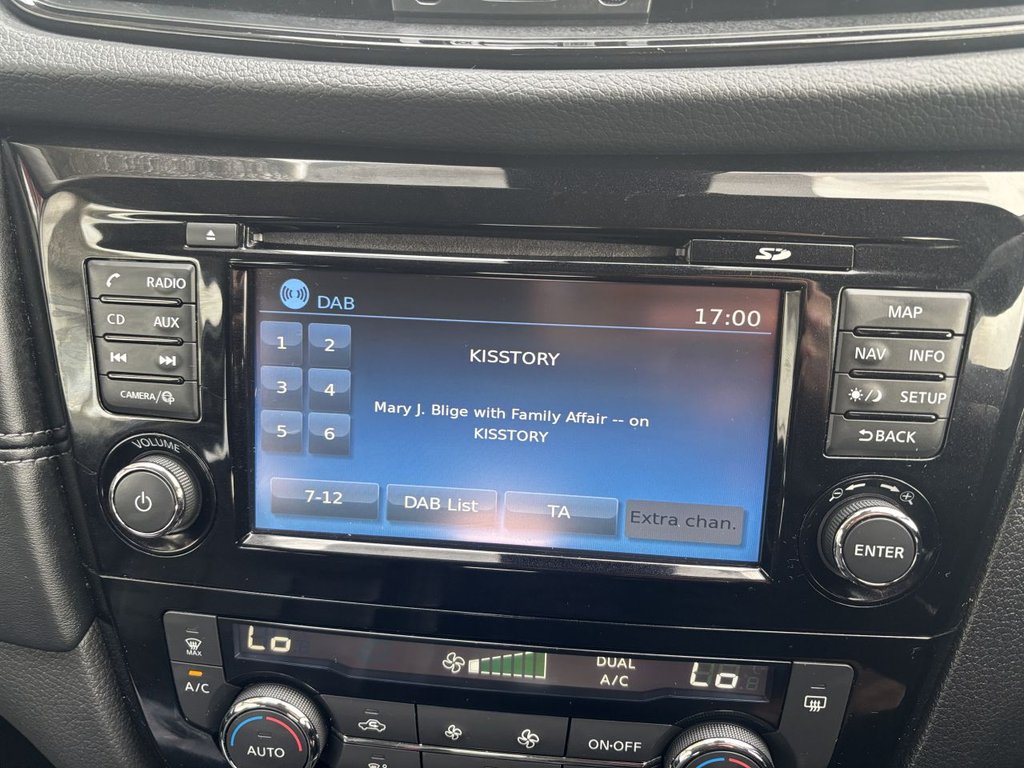 RADIO
CD AUX
CAMERA/
VOLUME
SD
DAB 17:00
1 2
3 4
5 6
KISSTORY
Mary J. Blige with Family Affair -- on
KISSTORY
7-12 DAB List TA Extra chan.
MAP
NAV INFO
SETUP
BACK
ENTER
MAX
A/C
Lo
DUAL
A/C
Lo
AUTO
ON·OFF